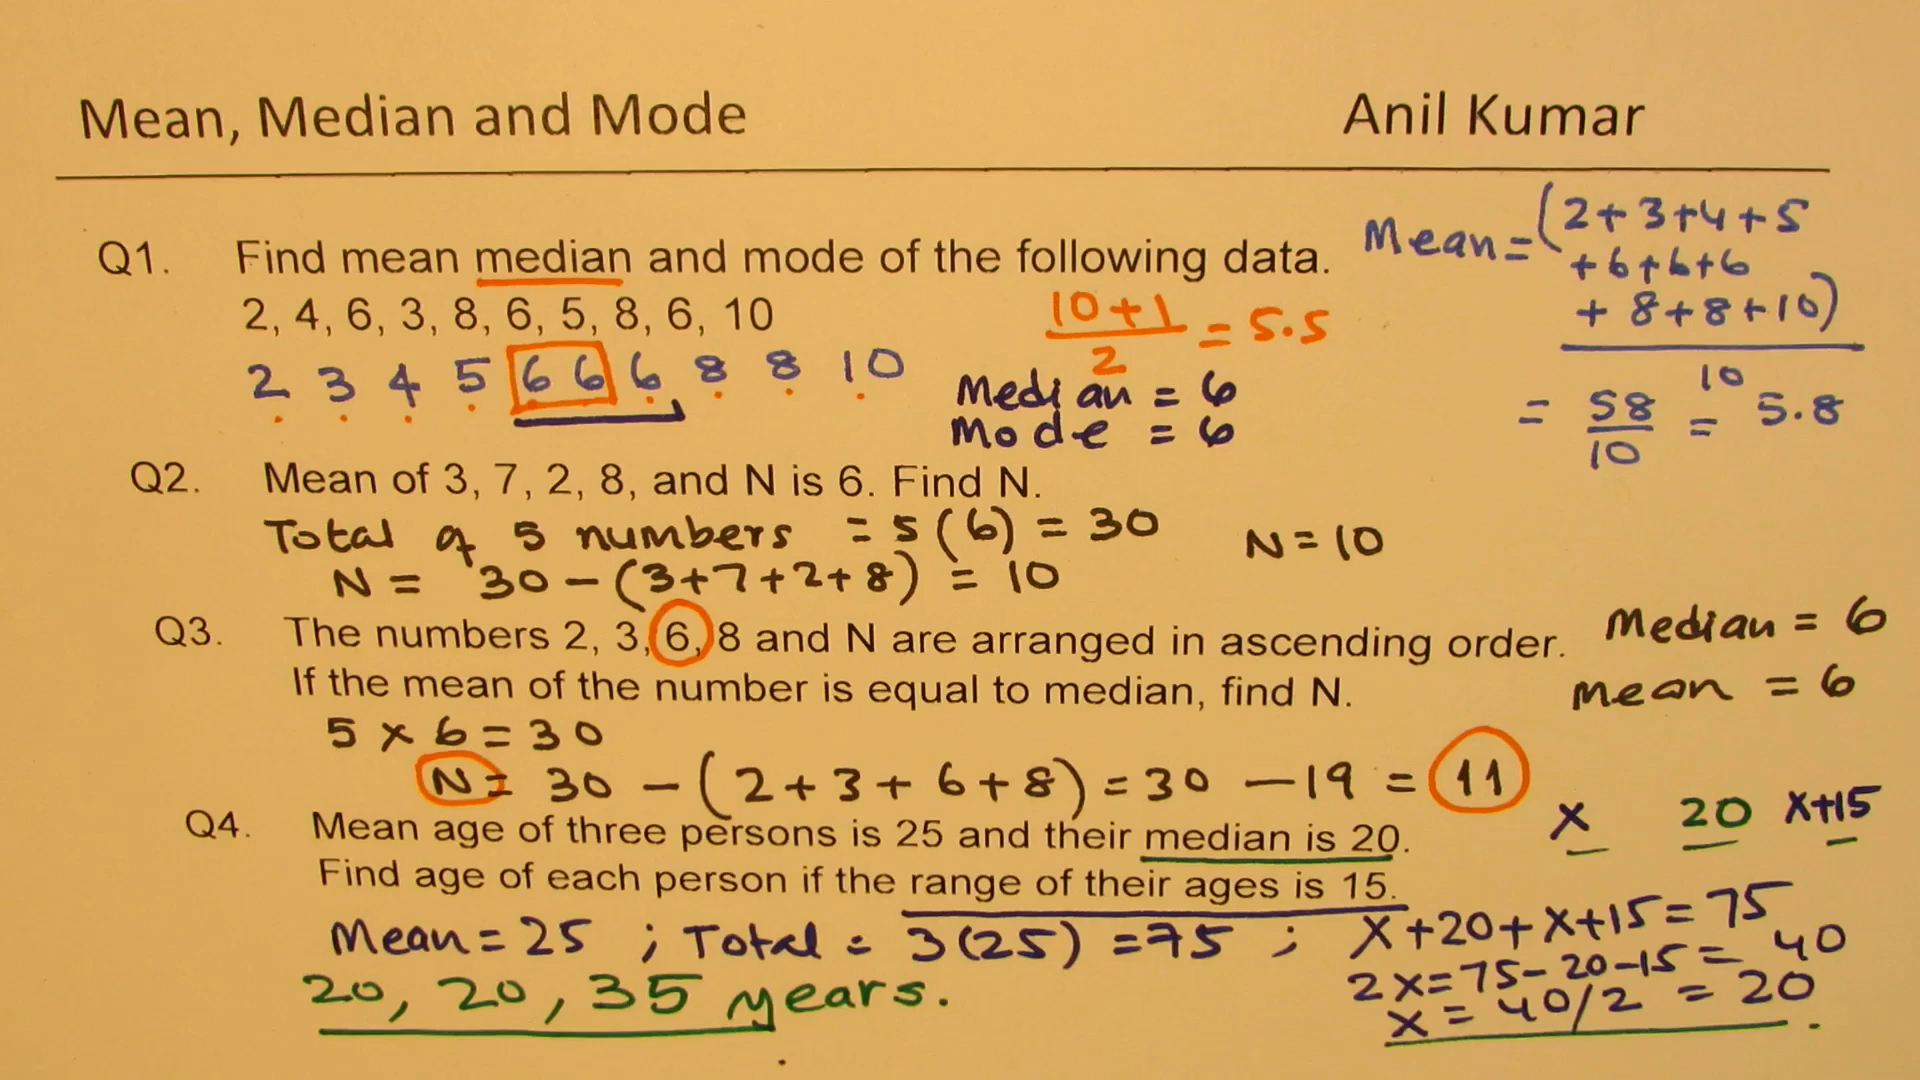 Mean, Median and Mode Anil Kumar
Q1. Find mean median and mode of the following data.
2, 4, 6, 3, 8, 6, 5, 8, 6, 10
2 3 4 5 6 6 6 8 8 10
10+1/2 = 5.5
Median = 6
Mode = 6
Mean = (2+3+4+5
+6+6+6
+ 8+8+10)
10
= 58/10 = 5.8
Q2. Mean of 3, 7, 2, 8, and N is 6. Find N.
Total of 5 numbers = 5(6) = 30 N = 10
N = 30 - (3+7+2+8) = 10
Q3. The numbers 2, 3, 6, 8 and N are arranged in ascending order. Median = 6
If the mean of the number is equal to median, find N. mean = 6
5 × 6 = 30
N = 30 - (2+3+6+8) = 30 - 19 = 11
Q4. Mean age of three persons is 25 and their median is 20. x 20 x+15
Find age of each person if the range of their ages is 15.
Mean = 25 ; Total = 3(25) = 75 ; x+20+x+15 = 75
2x = 75-20-15 = 40
x = 40/2 = 20
20, 20, 35 years.